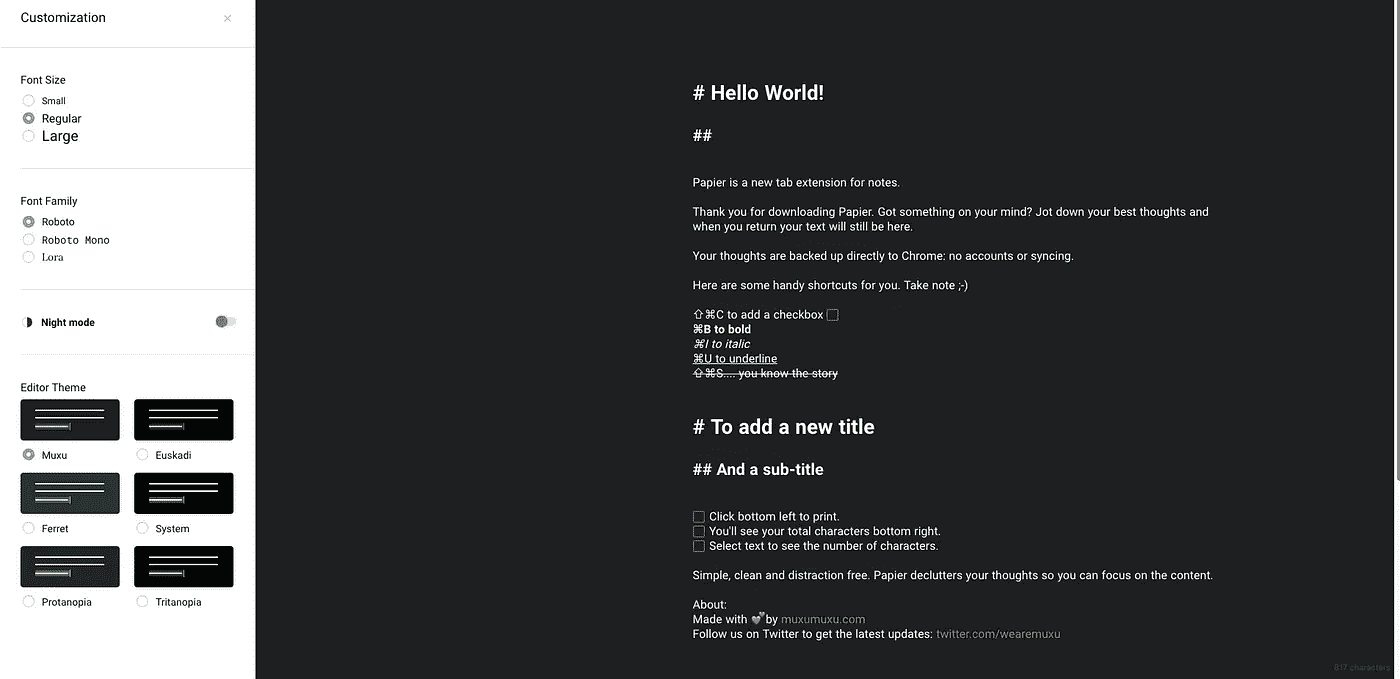 Customization
×
Font Size
Small
Regular
Large
Font Family
Roboto
Roboto Mono
Lora
Night mode
Editor Theme
Muxu
Euskadi
Ferret
System
Protanopia
Tritanopia
# Hello World!
##
Papier is a new tab extension for notes.
Thank you for downloading Papier. Got something on your mind? Jot down your best thoughts and
when you return your text will still be here.
Your thoughts are backed up directly to Chrome: no accounts or syncing.
Here are some handy shortcuts for you. Take note ;-)
⇧⌘C to add a checkbox
⌘B to bold
⌘I to italic
⌘U to underline
⇧⌘S.... you know the story
# To add a new title
## And a sub-title
Click bottom left to print.
You'll see your total characters bottom right.
Select text to see the number of characters.
Simple, clean and distraction free. Papier declutters your thoughts so you can focus on the content.
About:
Made with 💕 by muxumuxu.com
Follow us on Twitter to get the latest updates: twitter.com/wearemuxu
817 characters